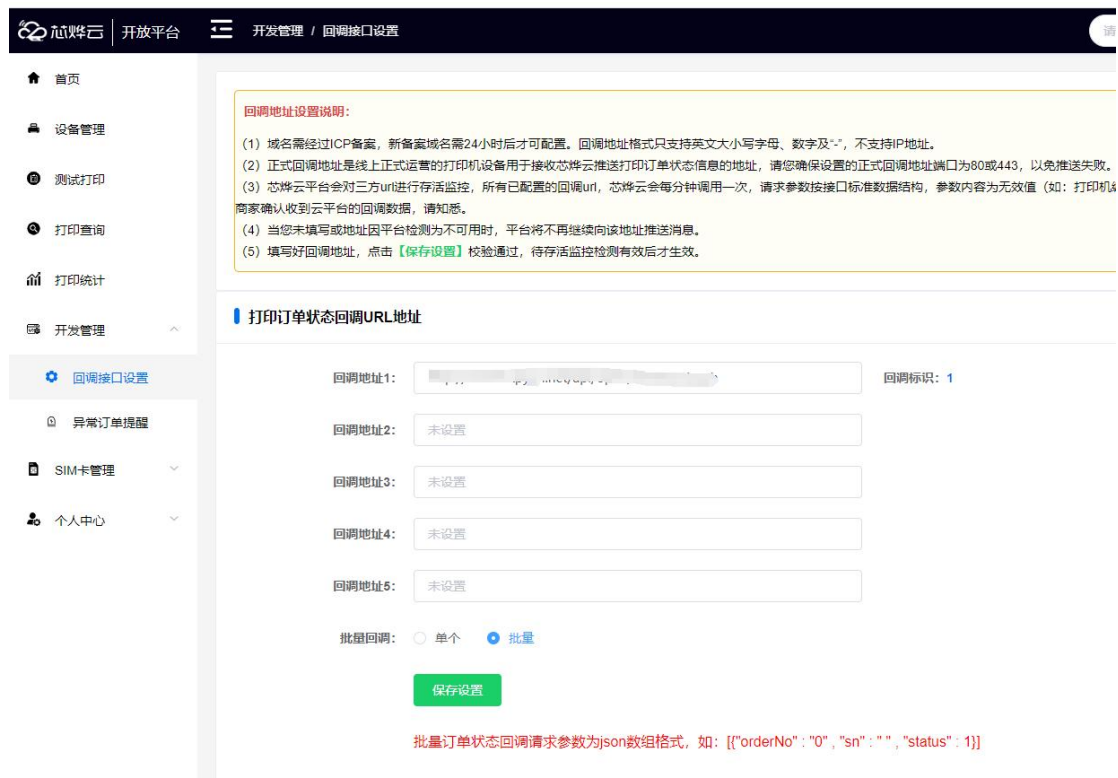 芯烨云 开放平台
开发管理 / 回调接口设置
请
首页
设备管理
测试打印
打印查询
打印统计
开发管理
回调接口设置
异常订单提醒
SIM卡管理
个人中心
回调地址设置说明:
（1）域名需经过ICP备案，新备案域名需24小时后才可配置。回调地址格式只支持英文大小写字母、数字及“-”，不支持IP地址。
（2）正式回调地址是线上正式运营的打印机设备用于接收芯烨云推送打印订单状态信息的地址，请您确保设置的正式回调地址端口为80或443，以免推送失败。
（3）芯烨云平台会对三方url进行存活监控，所有已配置的回调url，芯烨云会每分钟调用一次，请求参数按接口标准数据结构，参数内容为无效值（如：打印机
商家确认收到云平台的回调数据，请知悉。
（4）当您未填写或地址因平台检测为不可用时，平台将不再继续向该地址推送消息。
（5）填写好回调地址，点击【保存设置】校验通过，待存活监控检测有效后才生效。
打印订单状态回调URL地址
回调地址1:
回调标识: 1
回调地址2: 未设置
回调地址3: 未设置
回调地址4: 未设置
回调地址5: 未设置
批量回调: 单个 批量
保存设置
批量订单状态回调请求参数为json数组格式，如：[{"orderNo" : "0" , "sn" : " " , "status" : 1}]